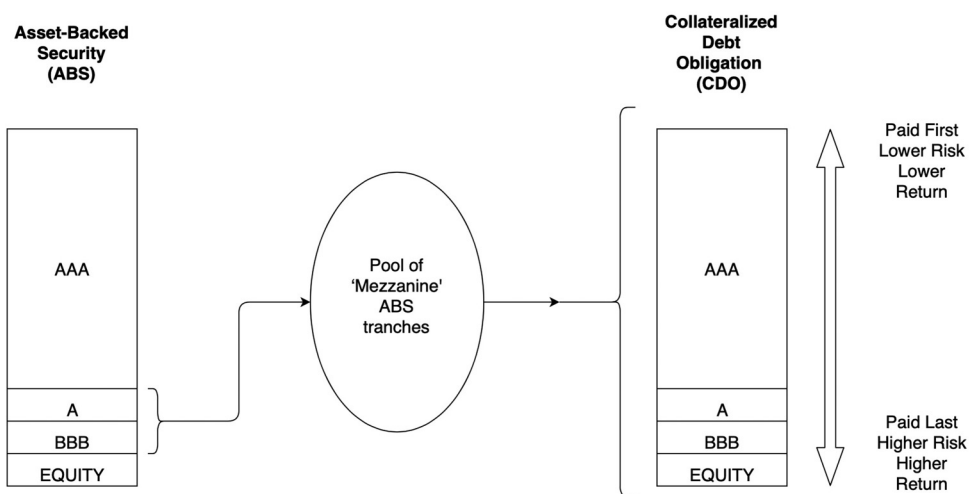 Asset-Backed
Security
(ABS)
AAA
A
BBB
EQUITY
Pool of
'Mezzanine'
ABS
tranches
Collateralized
Debt
Obligation
(CDO)
AAA
A
BBB
EQUITY
Paid First
Lower Risk
Lower
Return
Paid Last
Higher Risk
Higher
Return